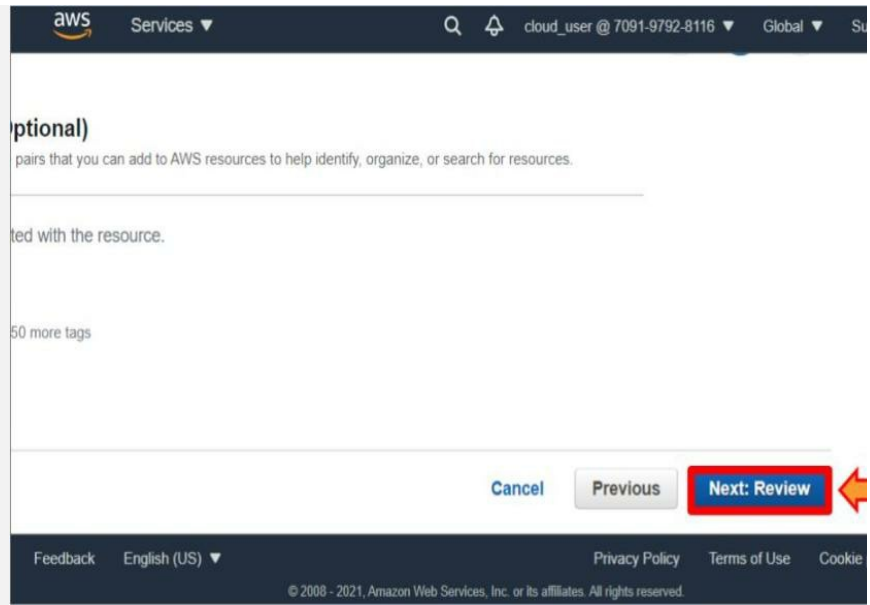 aws Services ▼ cloud_user @ 7091-9792-8116 ▼ Global ▼ Su
ptional)
pairs that you can add to AWS resources to help identify, organize, or search for resources.
ted with the resource.
50 more tags
Cancel Previous Next: Review
Feedback English (US) ▼ Privacy Policy Terms of Use Cookie
© 2008 - 2021, Amazon Web Services, Inc. or its affiliates. All rights reserved.